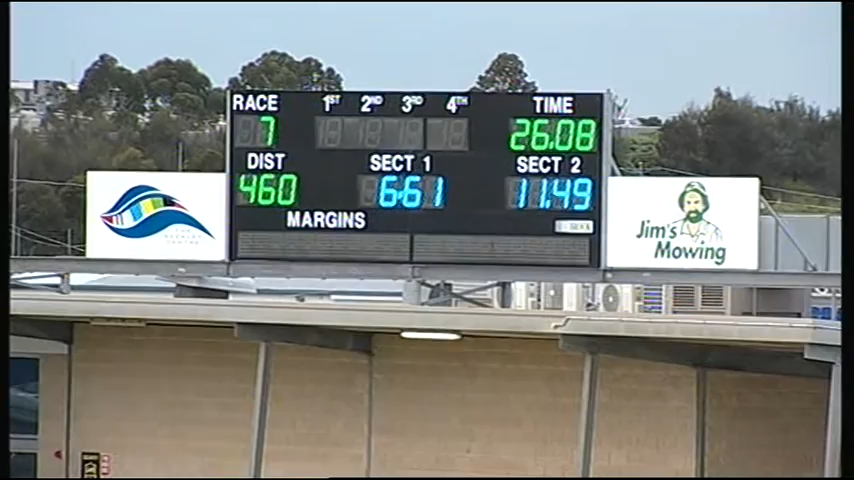 RACE 1ST 2ND 3RD 4TH TIME
7 26.08
DIST SECT 1 SECT 2
460 6.61 11.49
MARGINS
Jim's
Mowing